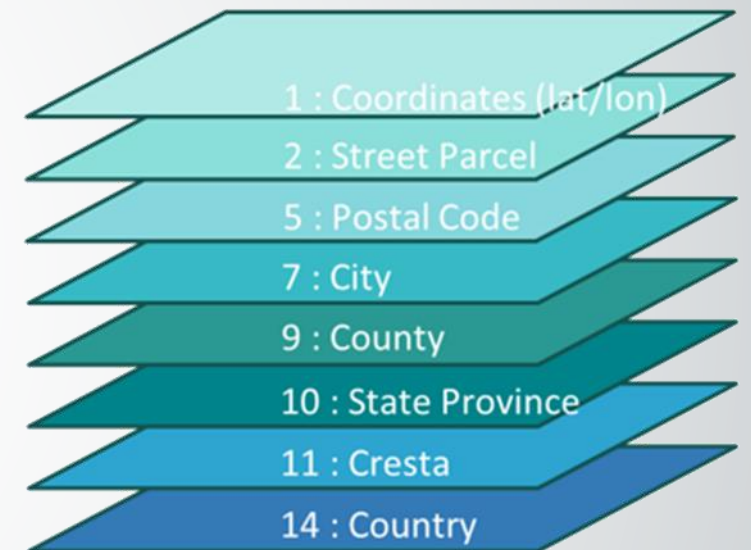 1 : Coordinates (lat/lon)
2 : Street Parcel
5 : Postal Code
7 : City
9 : County
10 : State Province
11 : Cresta
14 : Country